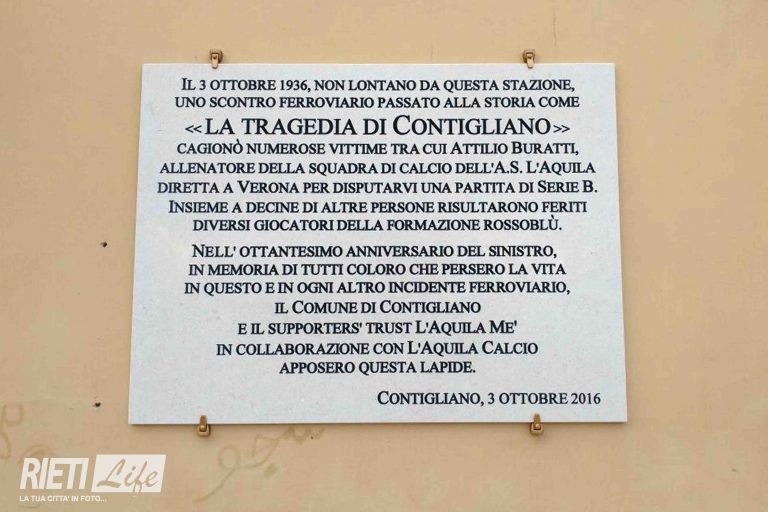 IL 3 OTTOBRE 1936, NON LONTANO DA QUESTA STAZIONE,
UNO SCONTRO FERROVIARIO PASSATO ALLA STORIA COME
<<LA TRAGEDIA DI CONTIGLIANO>>
CAGIONÒ NUMEROSE VITTIME TRA CUI ATTILIO BURATTI,
ALLENATORE DELLA SQUADRA DI CALCIO DELL'A.S. L'AQUILA
DIRETTA A VERONA PER DISPUTARVI UNA PARTITA DI SERIE B.
INSIEME A DECINE DI ALTRE PERSONE RISULTARONO FERITI
DIVERSI GIOCATORI DELLA FORMAZIONE ROSSOBLÙ.
NELL' OTTANTESIMO ANNIVERSARIO DEL SINISTRO,
IN MEMORIA DI TUTTI COLORO CHE PERSERO LA VITA
IN QUESTO E IN OGNI ALTRO INCIDENTE FERROVIARIO,
IL COMUNE DI CONTIGLIANO
E IL SUPPORTERS' TRUST L'AQUILA ME'
IN COLLABORAZIONE CON L'AQUILA CALCIO
APPOSERO QUESTA LAPIDE.
CONTIGLIANO, 3 OTTOBRE 2016
RIETI Life
LA TUA CITTA' IN FOTO...